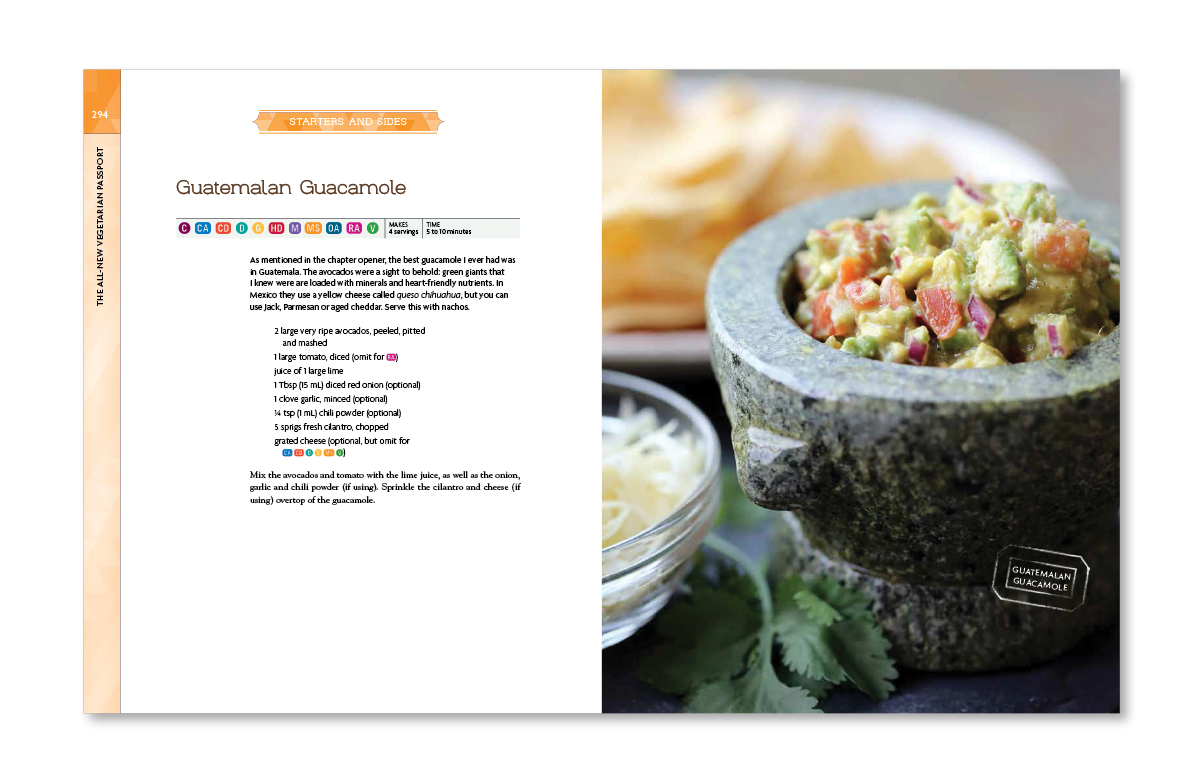 294
THE ALL-NEW VEGETARIAN PASSPORT
STARTERS AND SIDES
Guatemalan Guacamole
C CA CD D G HD M MS OA RA V
MAKES
4 servings
TIME
5 to 10 minutes
As mentioned in the chapter opener, the best guacamole I ever had was
in Guatemala. The avocados were a sight to behold: green giants that
I knew were are loaded with minerals and heart-friendly nutrients. In
Mexico they use a yellow cheese called queso chihuahua, but you can
use Jack, Parmesan or aged cheddar. Serve this with nachos.
2 large very ripe avocados, peeled, pitted
and mashed
1 large tomato, diced (omit for RA)
juice of 1 large lime
1 Tbsp (15 mL) diced red onion (optional)
1 clove garlic, minced (optional)
¼ tsp (1 mL) chili powder (optional)
5 sprigs fresh cilantro, chopped
grated cheese (optional, but omit for
CA CD D G MS V)
Mix the avocados and tomato with the lime juice, as well as the onion,
garlic and chili powder (if using). Sprinkle the cilantro and cheese (if
using) overtop of the guacamole.
GUATEMALAN
GUACAMOLE